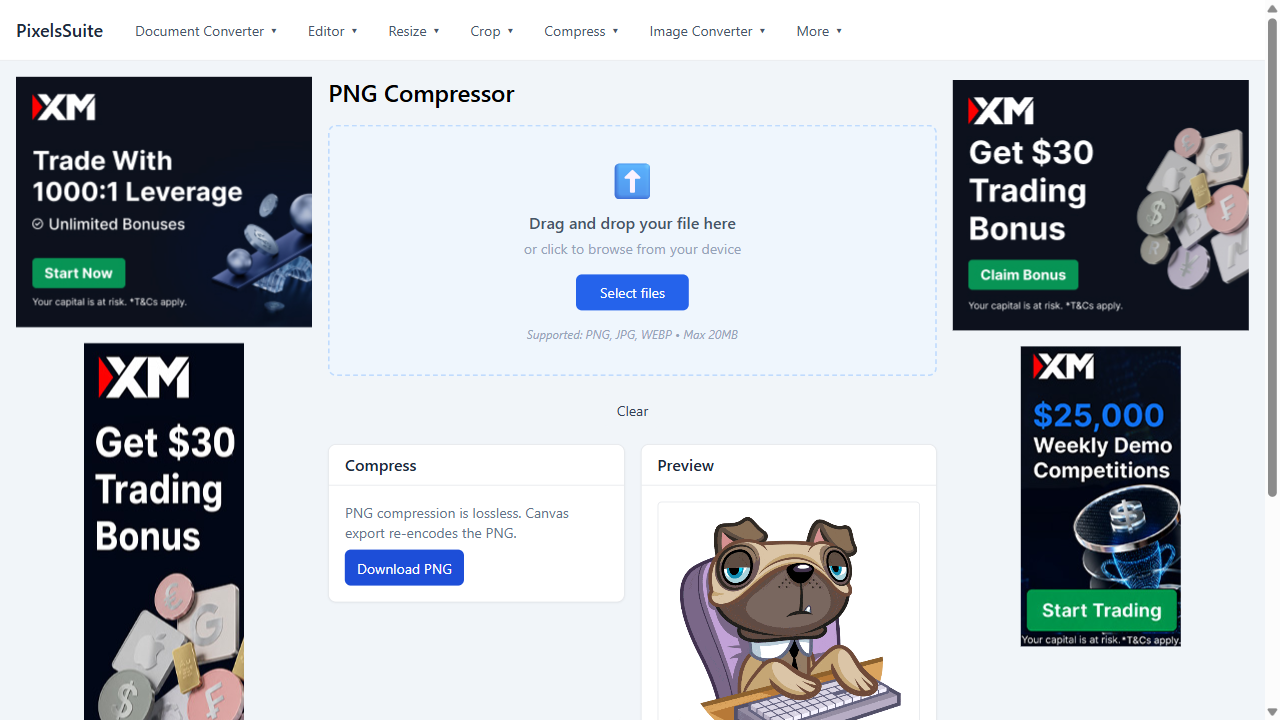 PixelsSuite
Document Converter ▾
Editor ▾
Resize ▾
Crop ▾
Compress ▾
Image Converter ▾
More ▾
XM
Trade With
1000:1 Leverage
Unlimited Bonuses
Start Now
Your capital is at risk. *T&Cs apply.
XM
Get $30
Trading
Bonus
PNG Compressor
Drag and drop your file here
or click to browse from your device
Select files
Supported: PNG, JPG, WEBP • Max 20MB
Clear
Compress
PNG compression is lossless. Canvas
export re-encodes the PNG.
Download PNG
Preview
XM
Get $30
Trading
Bonus
Claim Bonus
Your capital is at risk. *T&Cs apply.
XM
$25,000
Weekly Demo
Competitions
Start Trading
Your capital is at risk.*T&Cs apply.